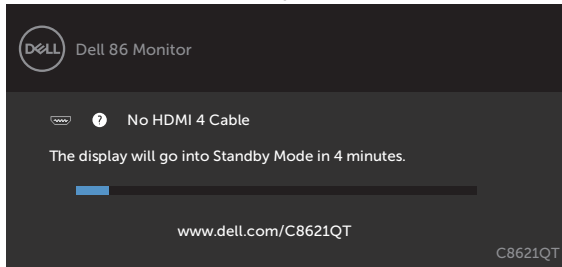 DELL
Dell 86 Monitor
? No HDMI 4 Cable
The display will go into Standby Mode in 4 minutes.
www.dell.com/C8621QT
C8621QT